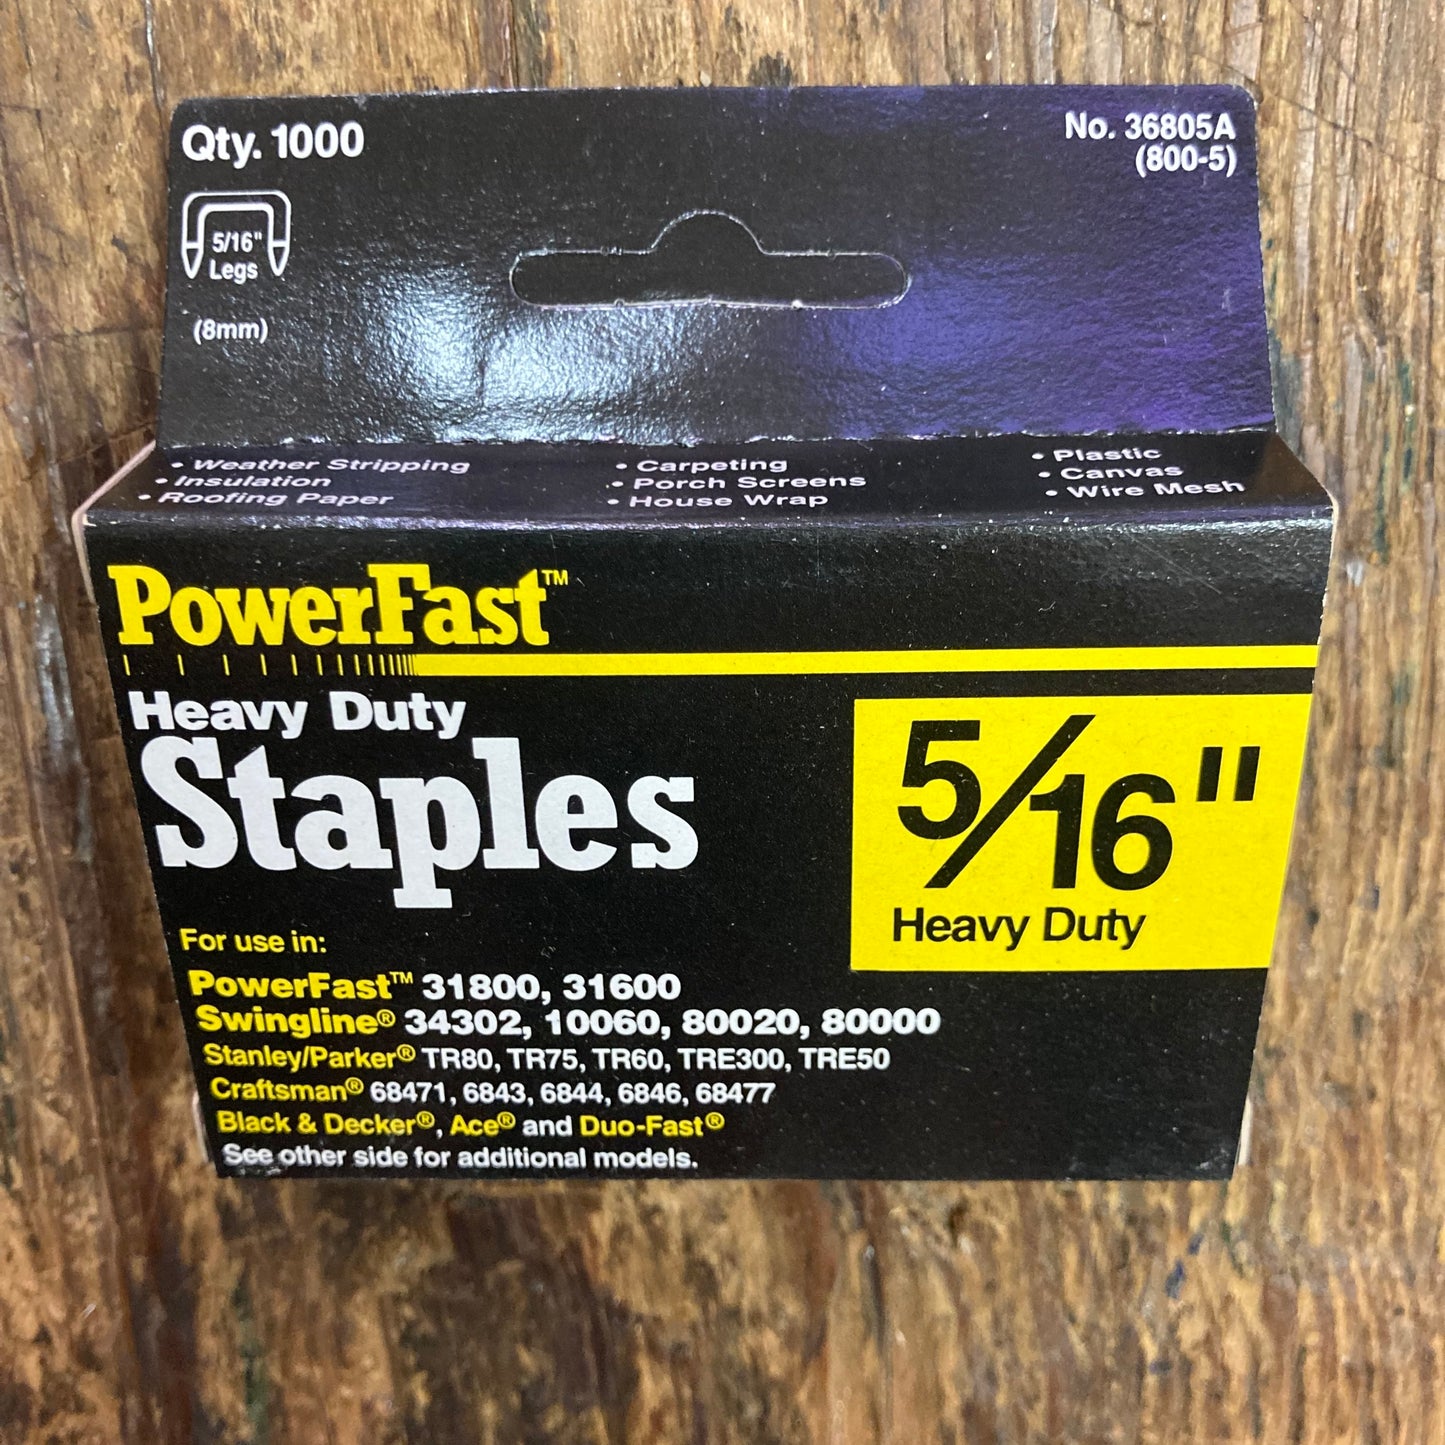 Qty. 1000
No. 36805A
(800-5)
5/16"
Legs
(8mm)
• Weather Stripping
• Insulation
• Roofing Paper
• Carpeting
• Porch Screens
• House Wrap
• Plastic
• Canvas
• Wire Mesh
PowerFast™
Heavy Duty
Staples
5/16"
Heavy Duty
For use in:
PowerFast™ 31800, 31600
Swingline® 34302, 10060, 80020, 80000
Stanley/Parker® TR80, TR75, TR60, TRE300, TRE50
Craftsman® 68471, 6843, 6844, 6846, 68477
Black & Decker®, Ace® and Duo-Fast®
See other side for additional models.